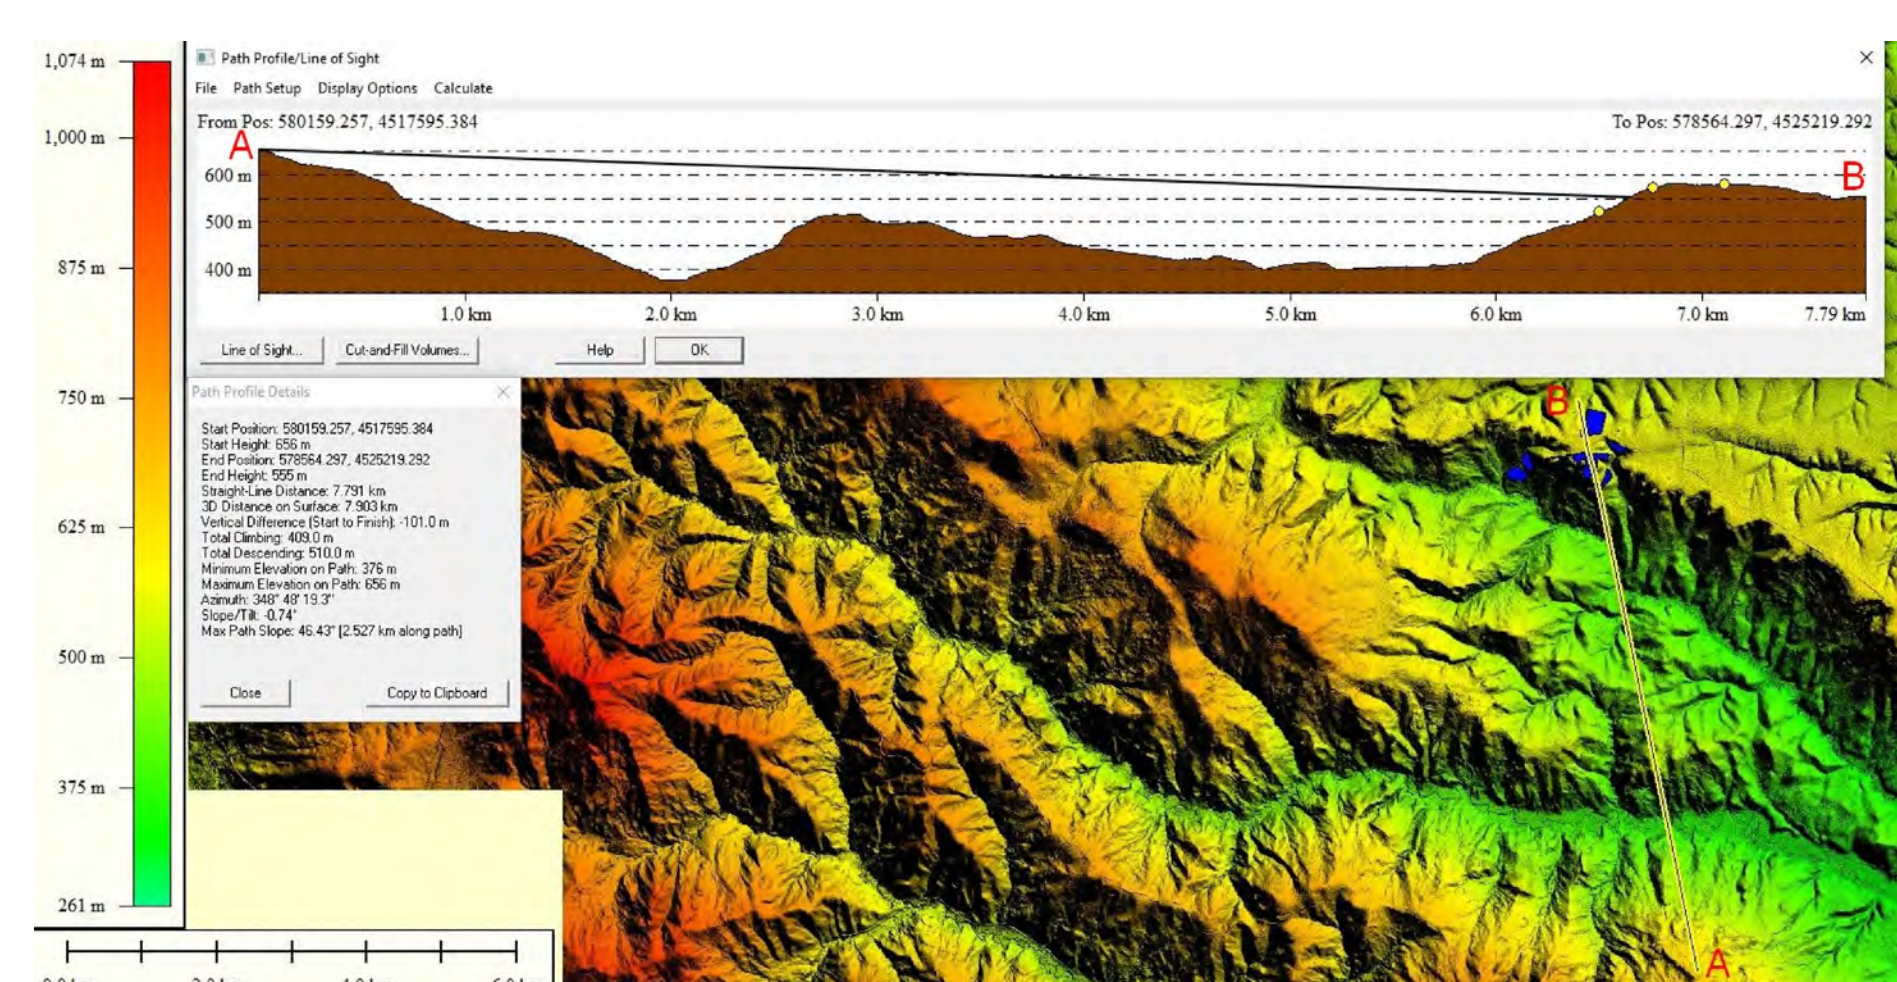 1,074 m
1,000 m
875 m
750 m
625 m
500 m
375 m
261 m
Path Profile/Line of Sight
File Path Setup Display Options Calculate
From Pos: 580159.257, 4517595.384
To Pos: 578564.297, 4525219.292
A
B
600 m
500 m
400 m
1.0 km 2.0 km 3.0 km 4.0 km 5.0 km 6.0 km 7.0 km 7.79 km
Line of Sight... Cut-and-Fill Volumes... Help OK
Path Profile Details
Start Position: 580159.257, 4517595.384
Start Height: 656 m
End Position: 578564.297, 4525219.292
End Height: 555 m
Straight-Line Distance: 7.791 km
3D Distance on Surface: 7.903 km
Vertical Difference (Start to Finish): -101.0 m
Total Climbing: 409.0 m
Total Descending: 510.0 m
Minimum Elevation on Path: 376 m
Maximum Elevation on Path: 656 m
Azimuth: 348° 48' 19.3"
Slope/Tilt: -0.74°
Max Path Slope: 46.43° [2.527 km along path]
Close Copy to Clipboard
B
A